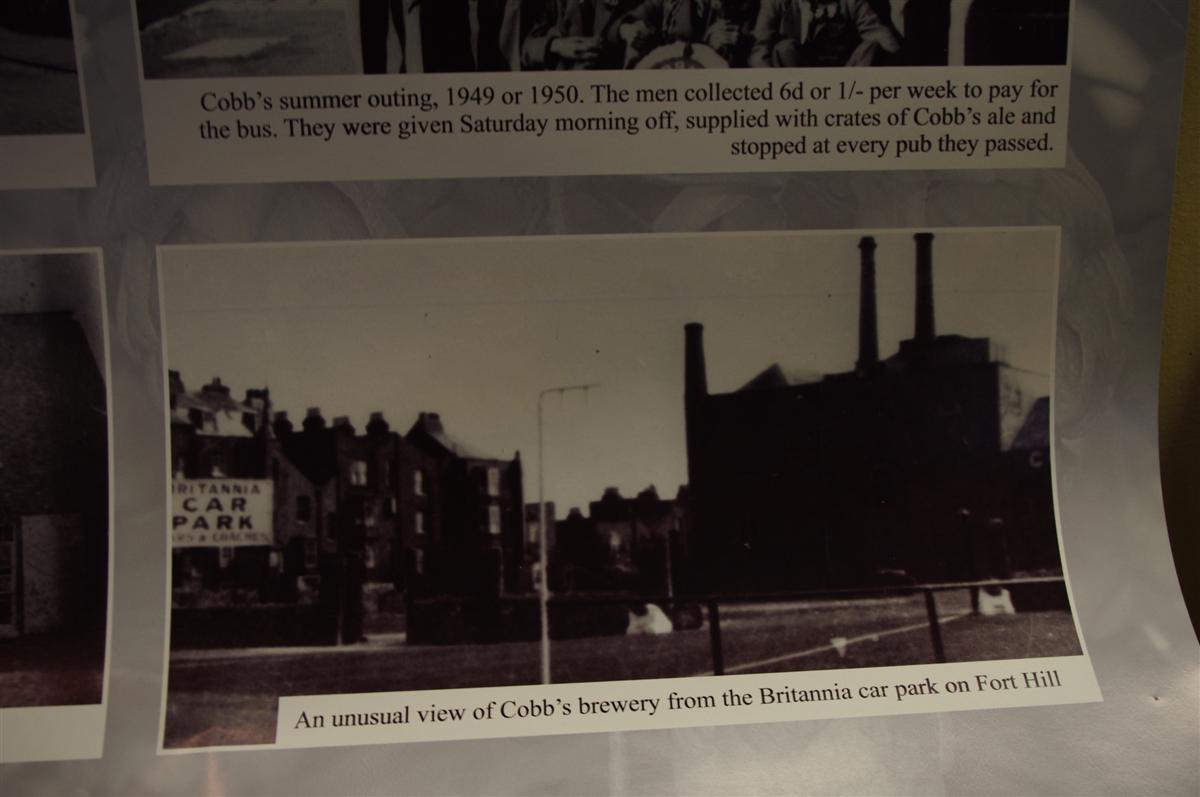 Cobb's summer outing, 1949 or 1950. The men collected 6d or 1/- per week to pay for
the bus. They were given Saturday morning off, supplied with crates of Cobb's ale and
stopped at every pub they passed.
BRITANNIA
CAR
PARK
& COACHES
C
An unusual view of Cobb's brewery from the Britannia car park on Fort Hill